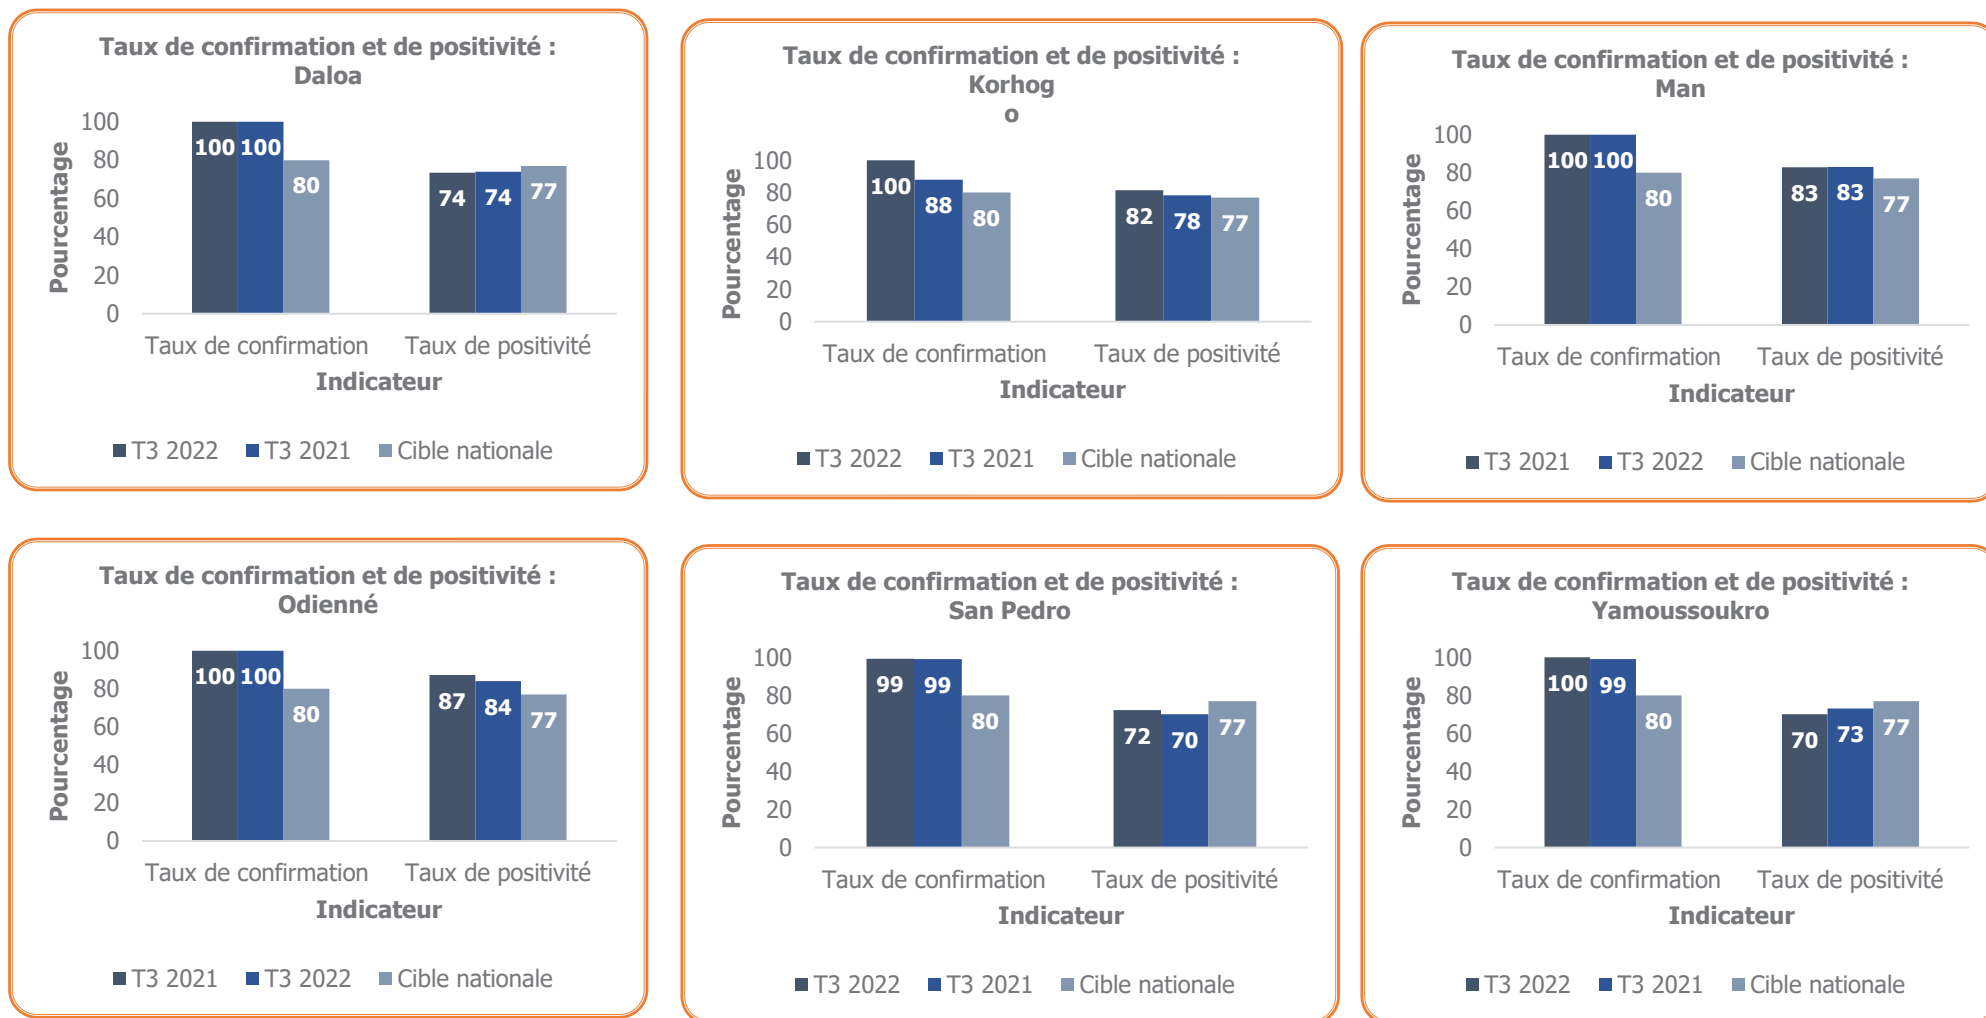 Taux de confirmation et de positivité :
Daloa
Pourcentage
100
80
60
40
20
0
100 100 80
74 74 77
Taux de confirmation Taux de positivité
Indicateur
T3 2022 T3 2021 Cible nationale
Taux de confirmation et de positivité :
Korhog
o
Pourcentage
100
80
60
40
20
0
100 88 80
82 78 77
Taux de confirmation Taux de positivité
Indicateur
T3 2022 T3 2021 Cible nationale
Taux de confirmation et de positivité :
Man
Pourcentage
100
80
60
40
20
0
100 100 80
83 83 77
Taux de confirmation Taux de positivité
Indicateur
T3 2021 T3 2022 Cible nationale
Taux de confirmation et de positivité :
Odienné
Pourcentage
100
80
60
40
20
0
100 100 80
87 84 77
Taux de confirmation Taux de positivité
Indicateur
T3 2021 T3 2022 Cible nationale
Taux de confirmation et de positivité :
San Pedro
Pourcentage
100
80
60
40
20
0
99 99 80
72 70 77
Taux de confirmation Taux de positivité
Indicateur
T3 2022 T3 2021 Cible nationale
Taux de confirmation et de positivité :
Yamoussoukro
Pourcentage
100
80
60
40
20
0
100 99 80
70 73 77
Taux de confirmation Taux de positivité
Indicateur
T3 2022 T3 2021 Cible nationale